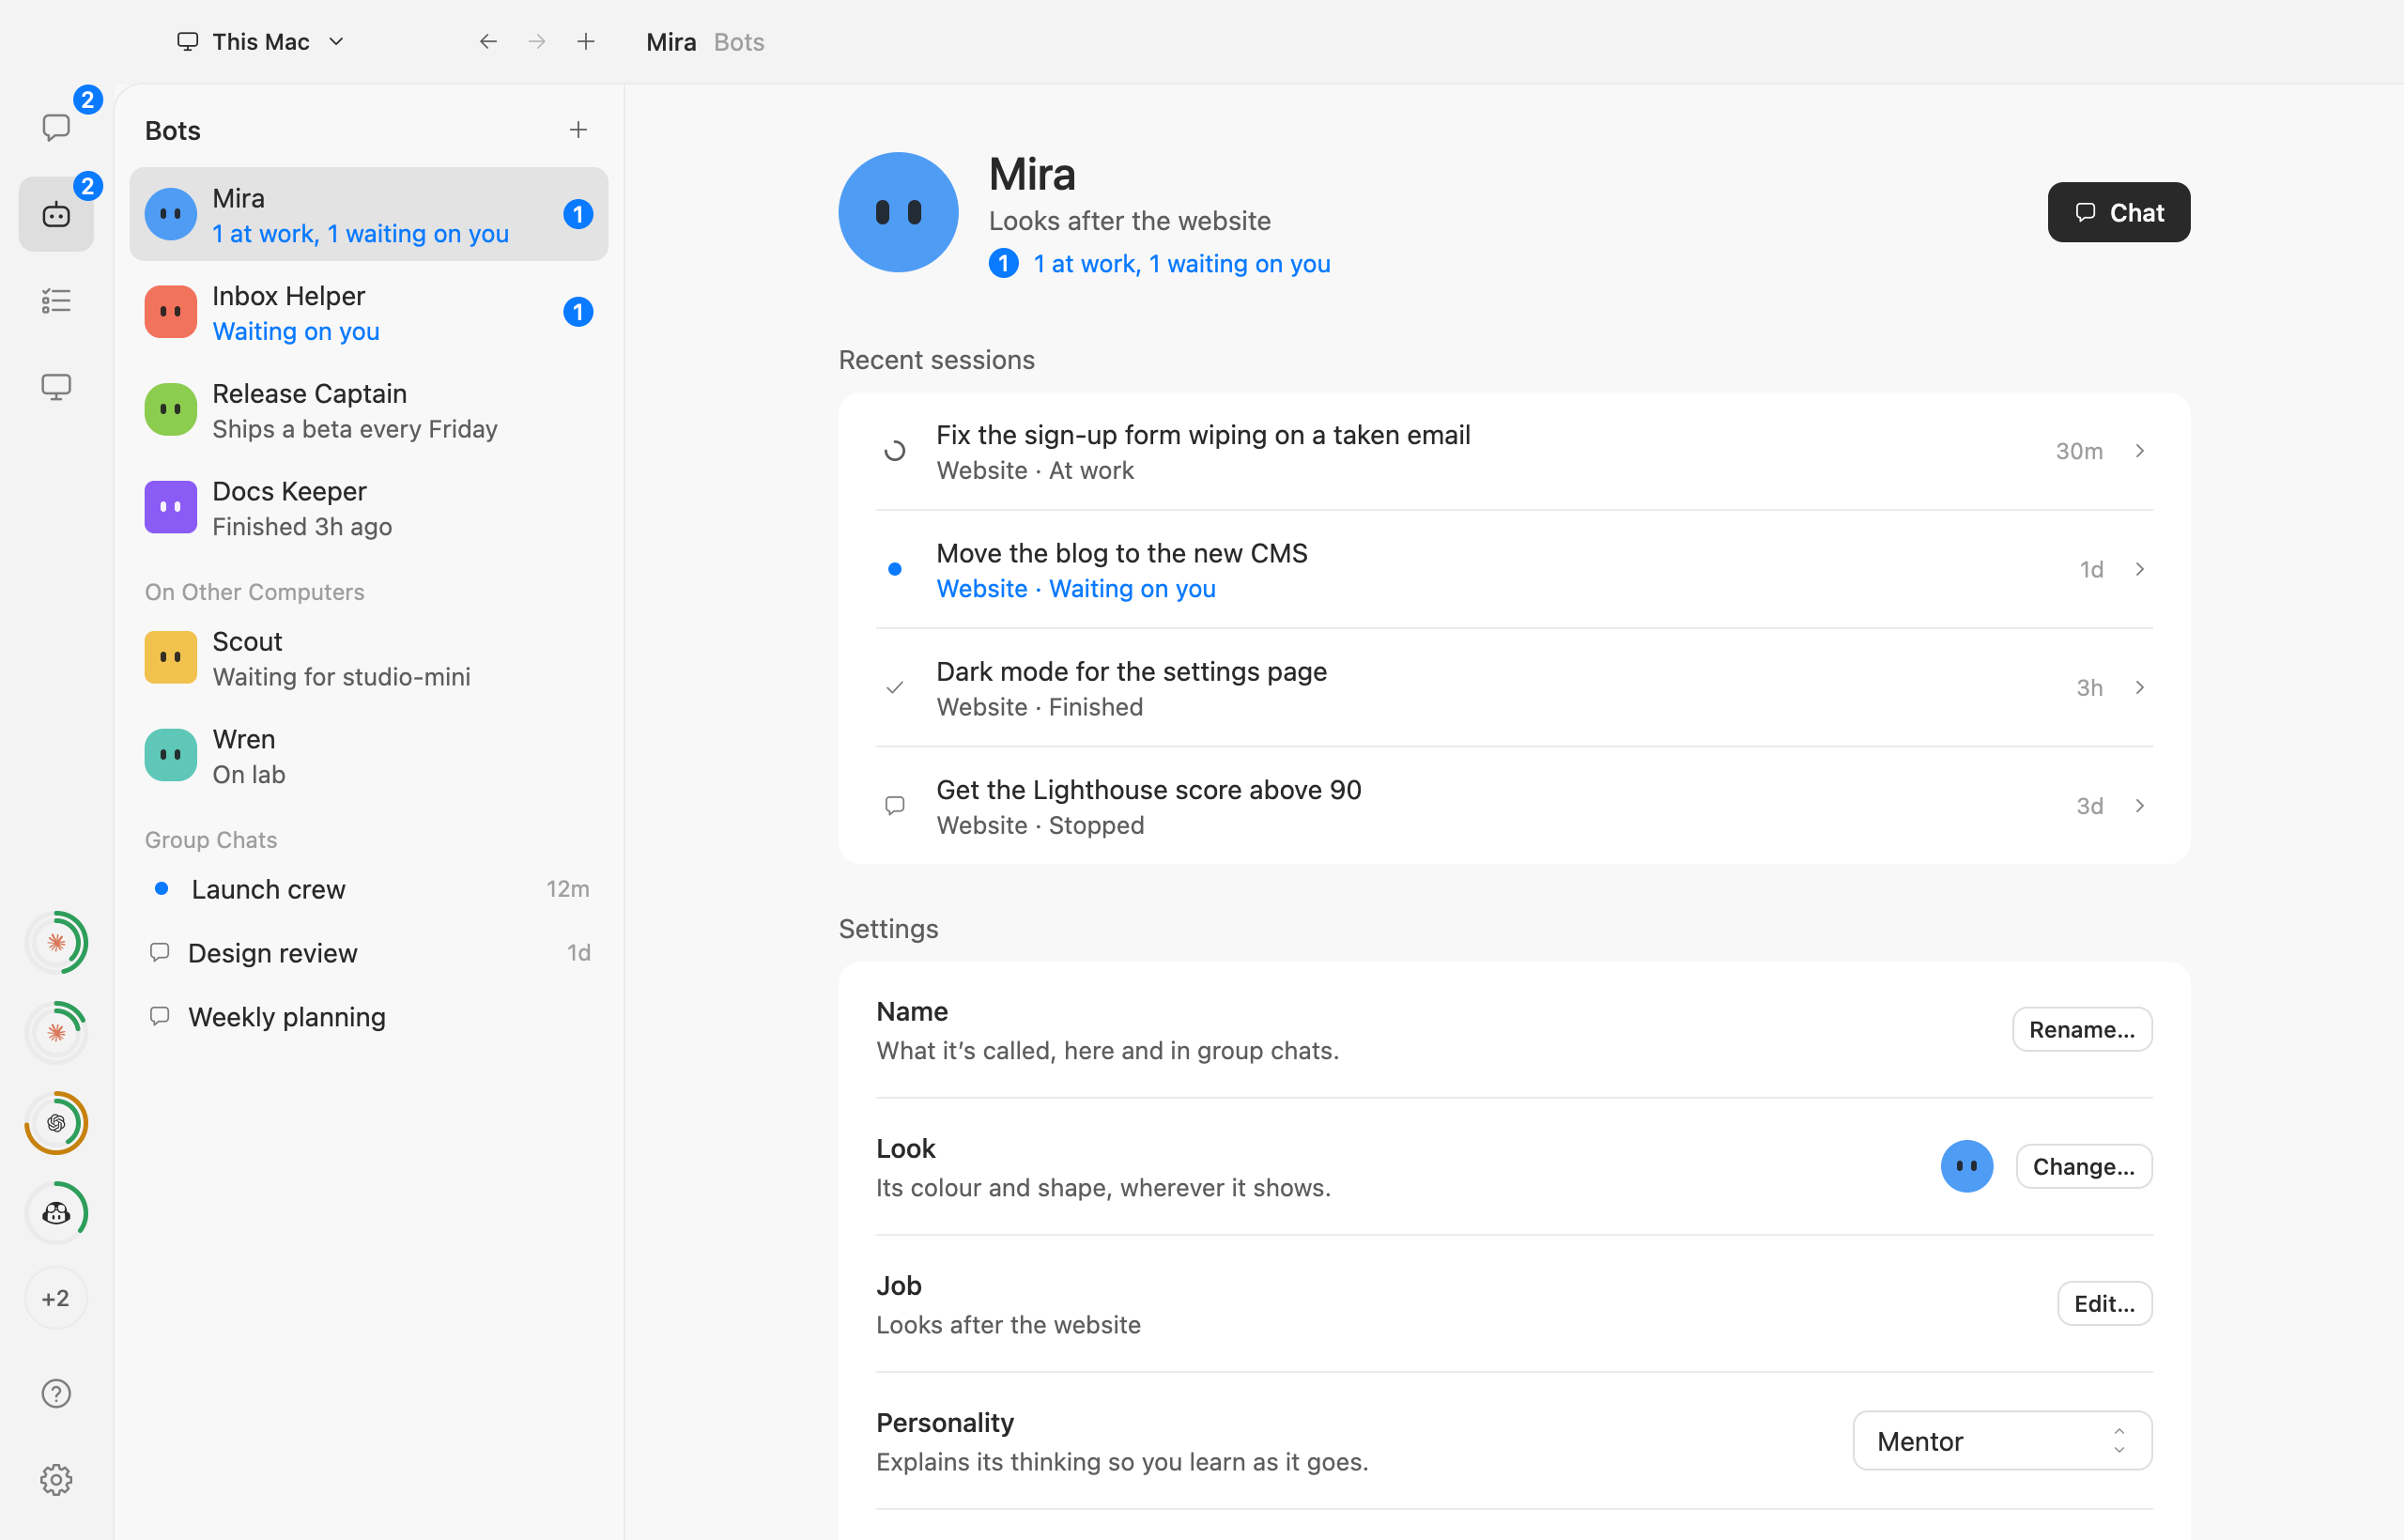 This Mac
Mira Bots
2
2
Bots
Mira
1 at work, 1 waiting on you
1
Inbox Helper
Waiting on you
1
Release Captain
Ships a beta every Friday
Docs Keeper
Finished 3h ago
On Other Computers
Scout
Waiting for studio-mini
Wren
On lab
Group Chats
Launch crew 12m
Design review 1d
Weekly planning
+2
Mira
Looks after the website
1 1 at work, 1 waiting on you
Chat
Recent sessions
Fix the sign-up form wiping on a taken email
Website · At work
30m
Move the blog to the new CMS
Website · Waiting on you
1d
Dark mode for the settings page
Website · Finished
3h
Get the Lighthouse score above 90
Website · Stopped
3d
Settings
Name
What it’s called, here and in group chats.
Rename...
Look
Its colour and shape, wherever it shows.
Change...
Job
Looks after the website
Edit...
Personality
Explains its thinking so you learn as it goes.
Mentor